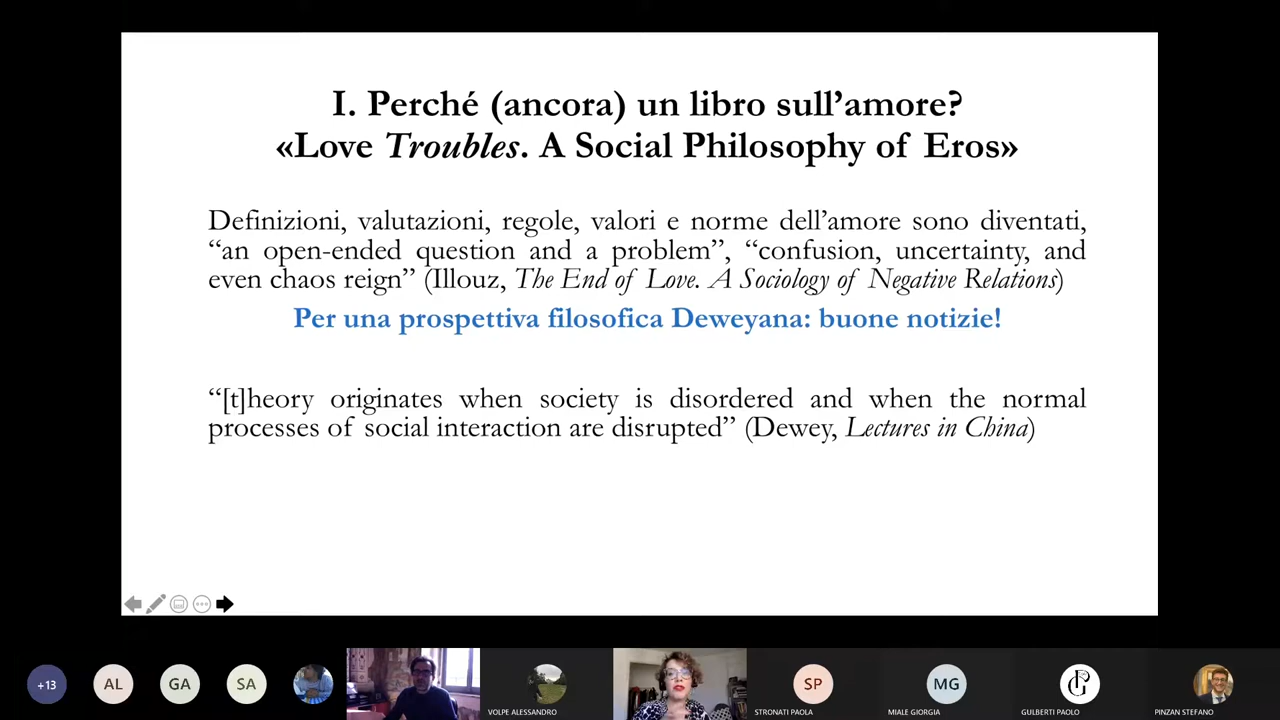 I. Perché (ancora) un libro sull’amore?
«Love Troubles. A Social Philosophy of Eros»
Definizioni, valutazioni, regole, valori e norme dell’amore sono diventati,
“an open-ended question and a problem”, “confusion, uncertainty, and
even chaos reign” (Illouz, The End of Love. A Sociology of Negative Relations)
Per una prospettiva filosofica Deweyana: buone notizie!
“[t]heory originates when society is disordered and when the normal
processes of social interaction are disrupted” (Dewey, Lectures in China)
+13
AL
GA
SA
VOLPE ALESSANDRO
SP
STRONATI PAOLA
MG
MIALE GIORGIA
GULBERTI PAOLO
PINZAN STEFANO